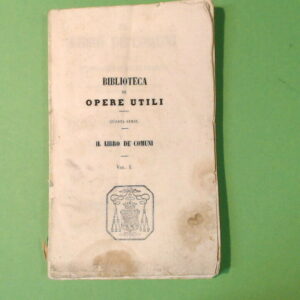 BIBLIOTECA
DI
OPERE UTILI
QUARTA SERIE.
IL LIBRO DE' COMUNI
VOL. I.